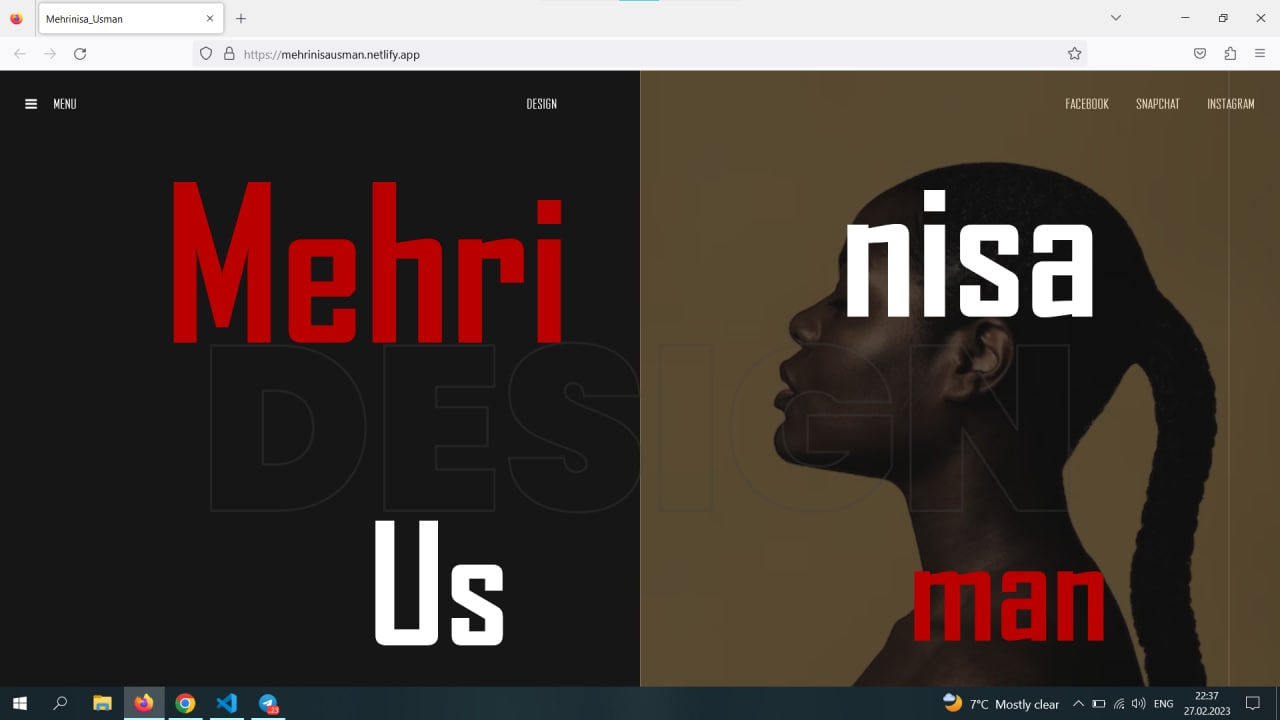 Mehrinisa_Usman
https://mehrinisausman.netlify.app
MENU
DESIGN
FACEBOOK SNAPCHAT INSTAGRAM
Mehri nisa
DESIGN
Us man
23
7°C Mostly clear
ENG
22:37
27.02.2023